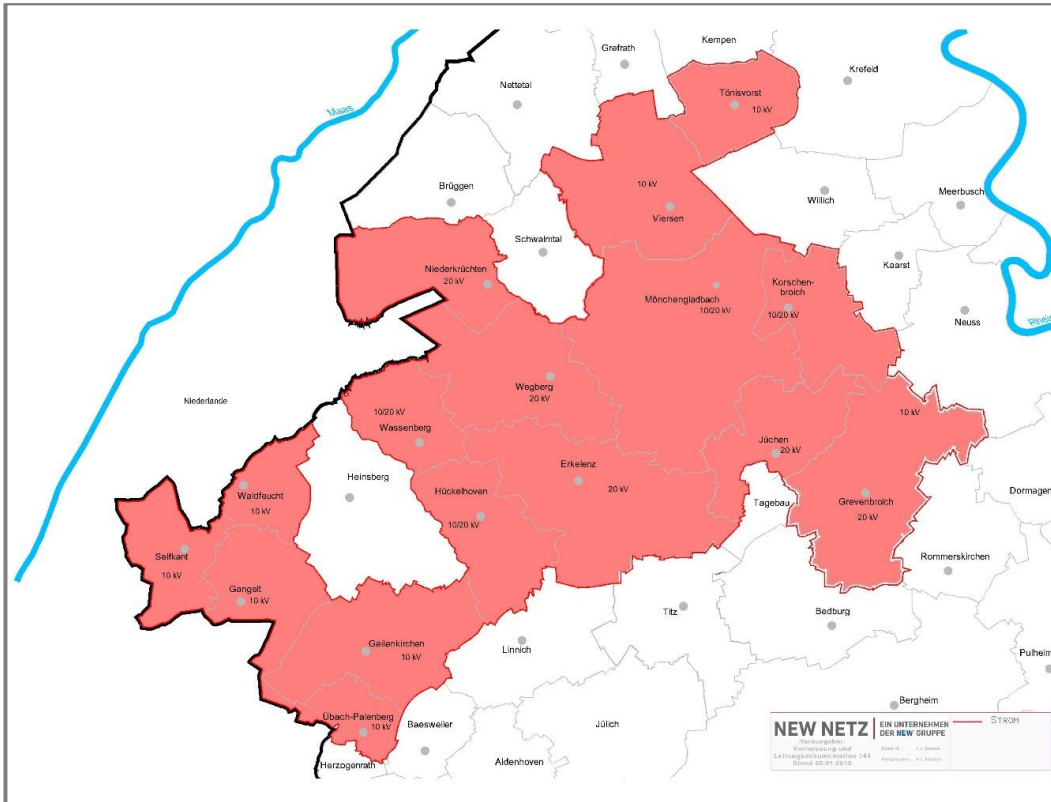 Kempen
Grefrath
Krefeld
Nettetal
Tönisvorst
10 kV
Maas
Brüggen
10 kV
Viersen
Willich
Meerbusch
Schwalmtal
Kaarst
Niederkrüchten
20 kV
Mönchengladbach
10/20 kV
Korschen-
broich
10/20 kV
Neuss
Rhein
Niederlande
Wegberg
20 kV
10/20 kV
Wassenberg
10 kV
Jüchen
20 kV
Erkelenz
20 kV
Heinsberg
Hückelhoven
10/20 kV
Waldfeucht
10 kV
Tagebau
Grevenbroich
20 kV
Dormagen
Selfkant
10 kV
Rommerskirchen
Gangelt
10 kV
Titz
Bedburg
Geilenkirchen
10 kV
Linnich
Pulheim
Übach-Palenberg
10 kV
Baesweiler
Jülich
Bergheim
Herzogenrath
Aldenhoven
NEW NETZ
EIN UNTERNEHMEN
DER NEW GRUPPE
STROM
Herausgeber:
Vermessung und
Leitungsdokumentation 741